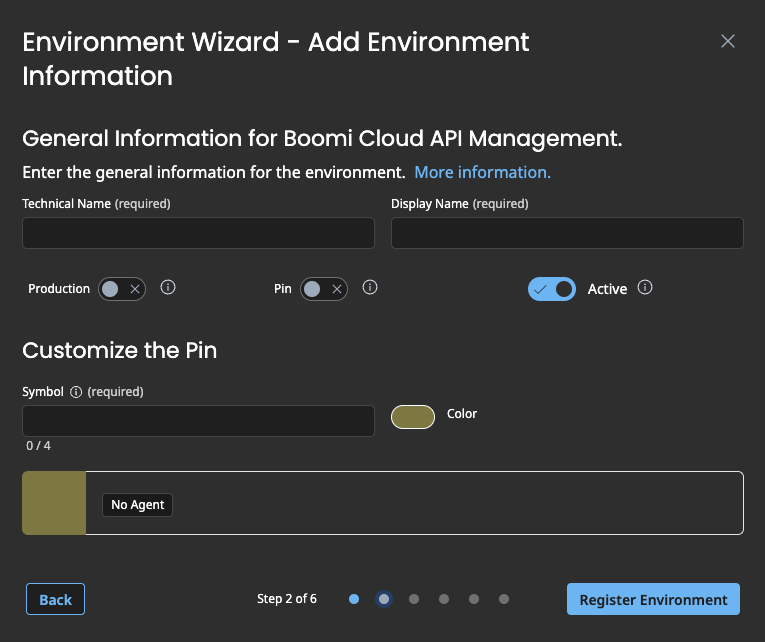 Environment Wizard - Add Environment
Information
General Information for Boomi Cloud API Management.
Enter the general information for the environment. More information.
Technical Name (required)
Display Name (required)
Production
Pin
Active
Customize the Pin
Symbol (required)
Color
0 / 4
No Agent
Back
Step 2 of 6
Register Environment